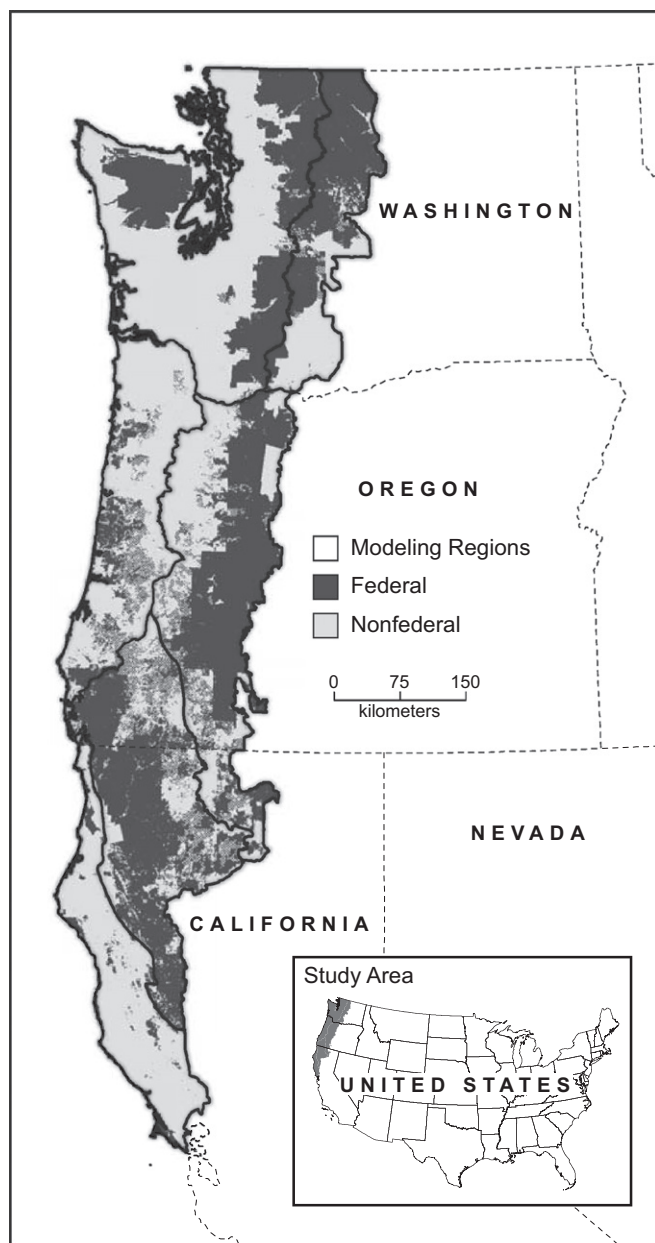 WASHINGTON
OREGON
Modeling Regions
Federal
Nonfederal
0 75 150
kilometers
NEVADA
CALIFORNIA
Study Area
UNITED STATES